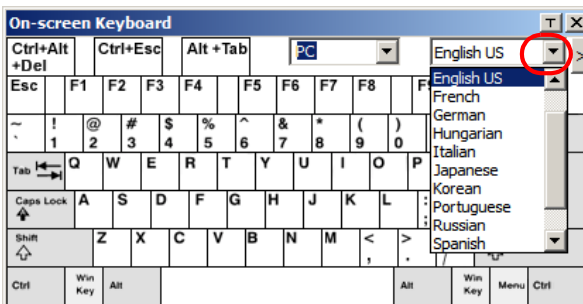 On-screen Keyboard T X
Ctrl+Alt +Del Ctrl+Esc Alt +Tab PC English US >
Esc F1 F2 F3 F4 F5 F6 F7 F8
English US
French
German
Hungarian
Italian
Japanese
Korean
Portuguese
Russian
Spanish
~ ! @ # $ % ^ & * ( )
` 1 2 3 4 5 6 7 8 9 0
Tab Q W E R T Y U I O P
Caps Lock A S D F G H J K L : ;
Shift Z X C V B N M < , > . /
Ctrl Win Key Alt Alt Win Key Menu Ctrl